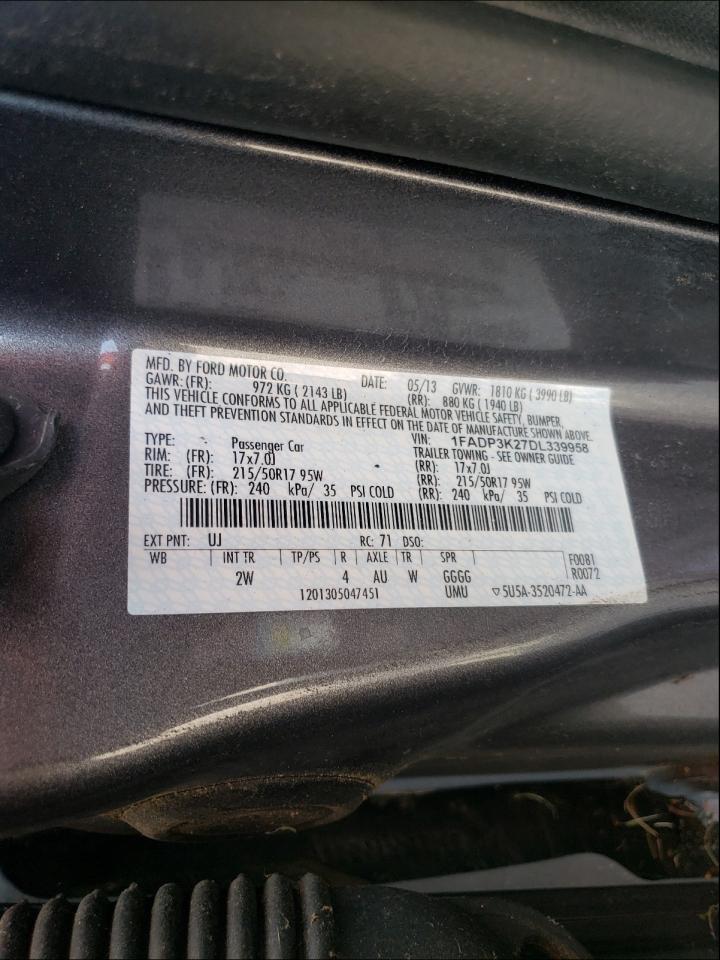 MFD. BY FORD MOTOR CO. DATE: 05/13 GVWR: 1810 KG ( 3990 LB)
GAWR:(FR): 972 KG ( 2143 LB) (RR): 880 KG ( 1940 LB)
THIS VEHICLE CONFORMS TO ALL APPLICABLE FEDERAL MOTOR VEHICLE SAFETY, BUMPER,
AND THEFT PREVENTION STANDARDS IN EFFECT ON THE DATE OF MANUFACTURE SHOWN ABOVE.
VIN: 1FADP3K27DL339958
TYPE: Passenger Car TRAILER TOWING - SEE OWNER GUIDE
RIM: (FR): 17x7.0J (RR): 17x7.0J
TIRE: (FR): 215/50R17 95W (RR): 215/50R17 95W
PRESSURE: (FR): 240 kPa/ 35 PSI COLD (RR): 240 kPa/ 35 PSI COLD
EXT PNT: UJ RC: 71 DSO:
WB INT TR TP/PS R AXLE TR SPR F0081
2W 4 AU W GGGG R0072
1201305047451 UMU ▽5U5A-3520472-AA